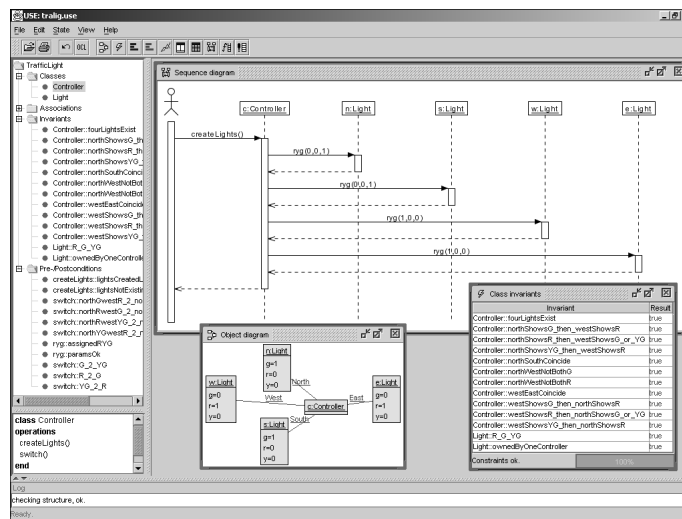 USE: tralig.use
File Edit State View Help
OCL
TrafficLight
Classes
Controller
Light
Associations
Invariants
Controller::fourLightsExist
Controller::northShowsG_th
Controller::northShowsR_th
Controller::northShowsYG_
Controller::northSouthCoinci
Controller::northWestNotBot
Controller::northWestNotBot
Controller::westEastCoincide
Controller::westShowsG_th
Controller::westShowsR_th
Controller::westShowsYG_
Light::R_G_YG
Light::ownedByOneControlle
Pre-/Postconditions
createLights::lightsCreatedL
createLights::lightsNotExistin
switch::northGwestR_2_no
switch::northRwestG_2_no
switch::northRwestYG_2_r
switch::northYGwestR_2_r
ryg::assignedRYG
ryg::paramsOk
switch::G_2_YG
switch::R_2_G
switch::YG_2_R
class Controller
operations
createLights()
switch()
end
Sequence diagram
c:Controller
n:Light
s:Light
w:Light
e:Light
createLights()
ryg(0,0,1)
ryg(0,0,1)
ryg(1,0,0)
ryg(1,0,0)
Object diagram
n:Light
g=1
r=0
y=0
w:Light
g=0
r=1
y=0
North
West
East
South
c:Controller
e:Light
g=0
r=1
y=0
s:Light
g=1
r=0
y=0
Class invariants
Invariant Result
Controller::fourLightsExist true
Controller::northShowsG_then_westShowsR true
Controller::northShowsR_then_westShowsG_or_YG true
Controller::northShowsYG_then_westShowsR true
Controller::northSouthCoincide true
Controller::northWestNotBothG true
Controller::northWestNotBothR true
Controller::westEastCoincide true
Controller::westShowsG_then_northShowsR true
Controller::westShowsR_then_northShowsG_or_YG true
Controller::westShowsYG_then_northShowsR true
Light::R_G_YG true
Light::ownedByOneController true
Constraints ok. 100%
Log
checking structure, ok.
Ready.